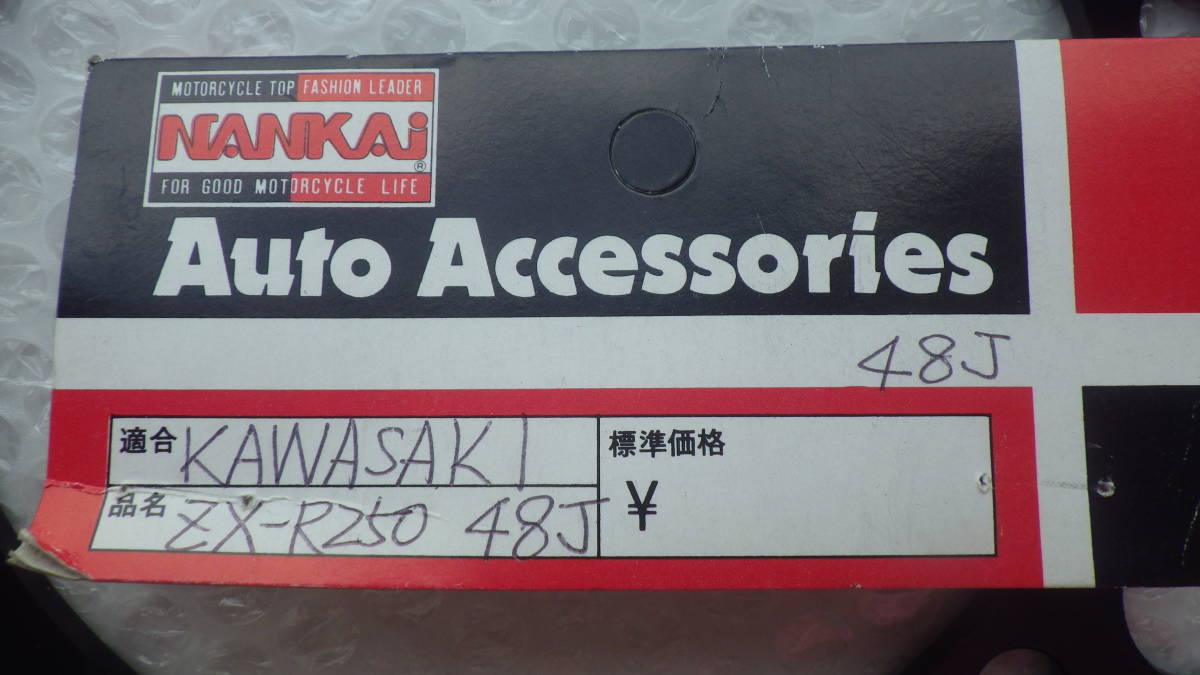 MOTORCYCLE TOP FASHION LEADER
NANKAi ®
FOR GOOD MOTORCYCLE LIFE
Auto Accessories
48J
適合 KAWASAKI
品名 ZX-R250 48J
標準価格
¥